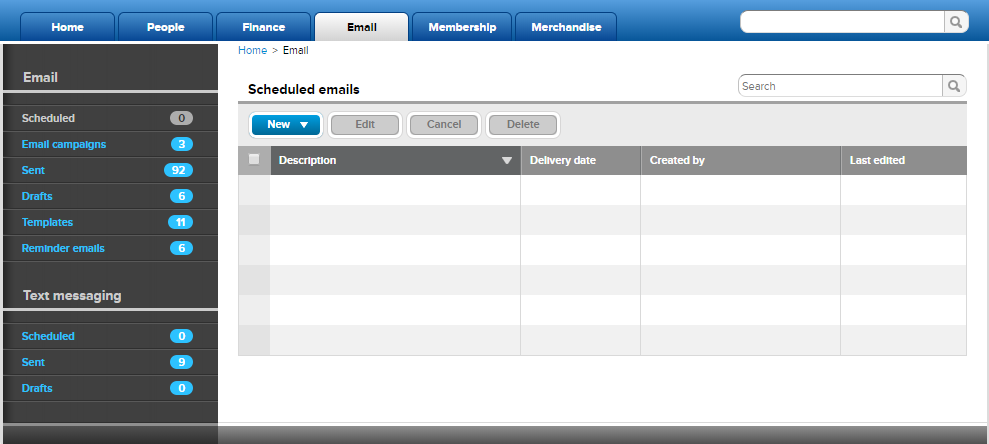 Home People Finance Email Membership Merchandise
Home > Email
Email
Scheduled 0
Email campaigns 3
Sent 92
Drafts 6
Templates 11
Reminder emails 6
Text messaging
Scheduled 0
Sent 9
Drafts 0
Scheduled emails
Search
New Edit Cancel Delete
Description Delivery date Created by Last edited